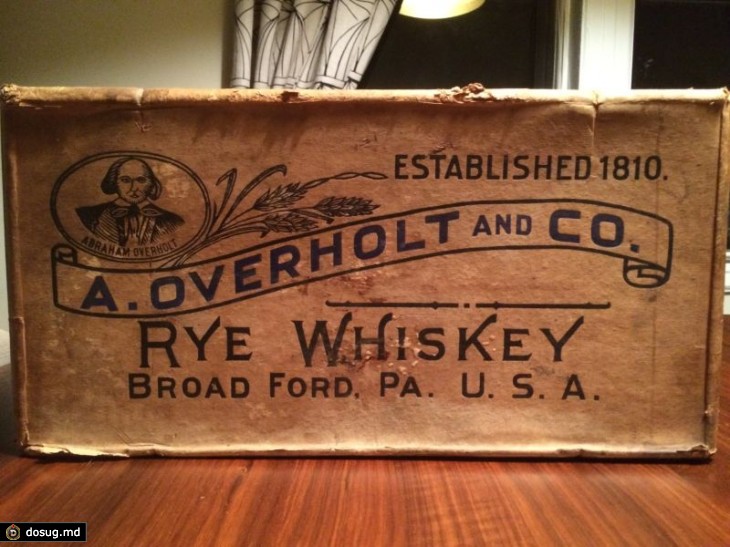 ESTABLISHED 1810.
ABRAHAM OVERHOLT
A. OVERHOLT AND CO.
RYE WHISKEY
BROAD FORD, PA. U. S. A.
dosug.md